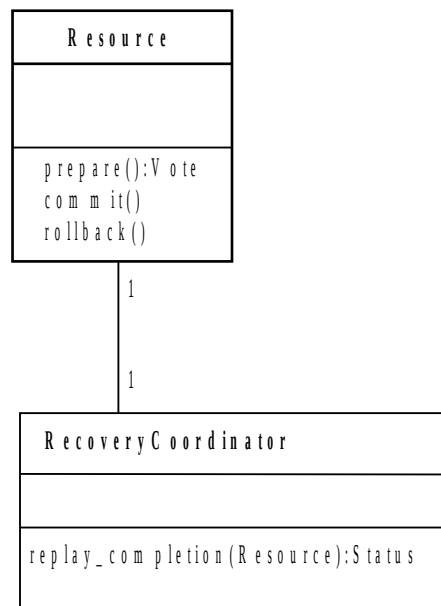 Resource
prepare():Vote
commit()
rollback()
1
1
RecoveryCoordinator
replay_completion(Resource):Status